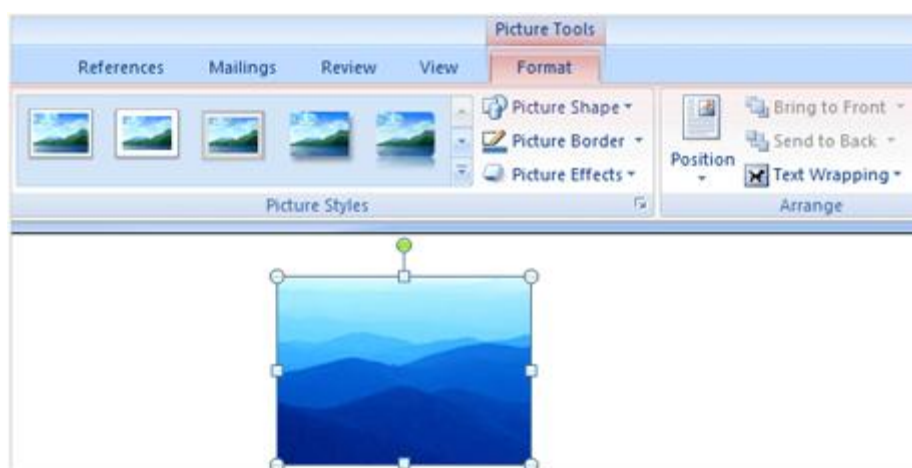 Picture Tools
References Mailings Review View Format
Picture Shape
Picture Border
Picture Effects
Position
Bring to Front
Send to Back
Text Wrapping
Picture Styles
Arrange